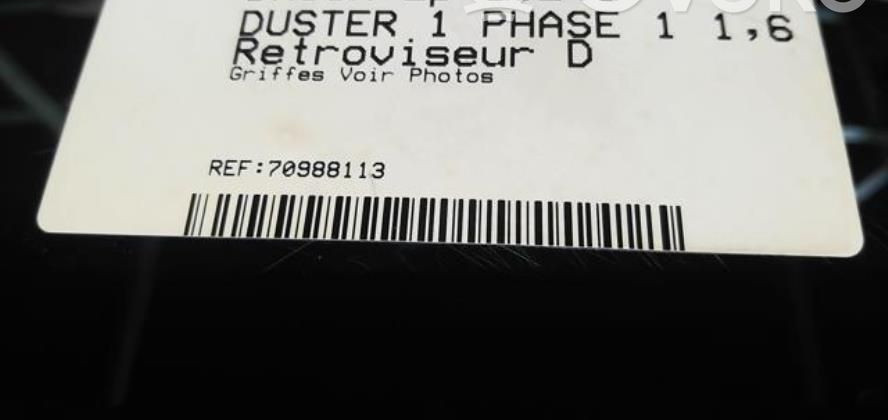 DUSTER 1 PHASE 1 1,6
Retroviseur D
Griffes Voir Photos
REF:70988113